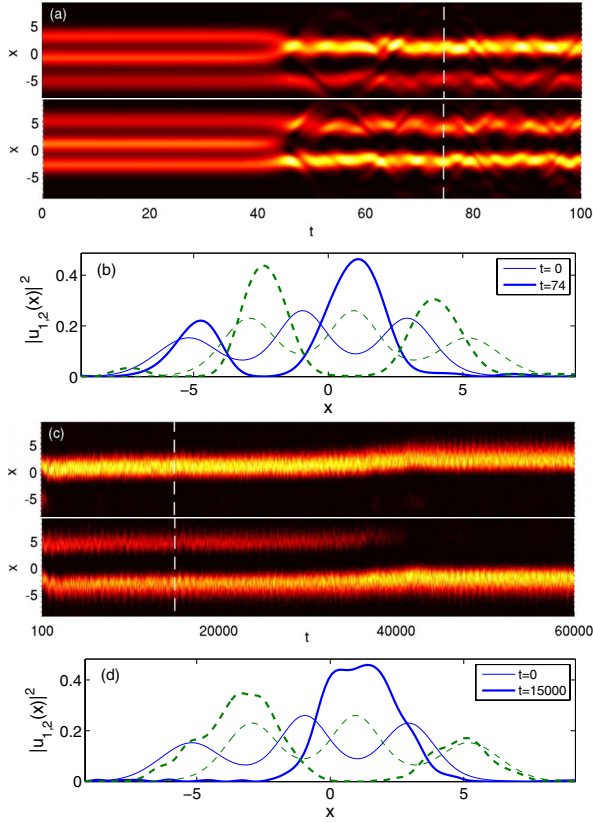 (a)
5
x
0
-5
5
x
0
-5
0 20 40 60 80 100
t
(b)
0.4
t= 0
t=74
|u1,2(x)|²
0.2
0
−5 0 5
x
(c)
5
x
0
-5
5
x
0
-5
100 20000 40000 60000
t
(d)
0.4
t=0
t=15000
|u1,2(x)|²
0.2
0
−5 0 5
x